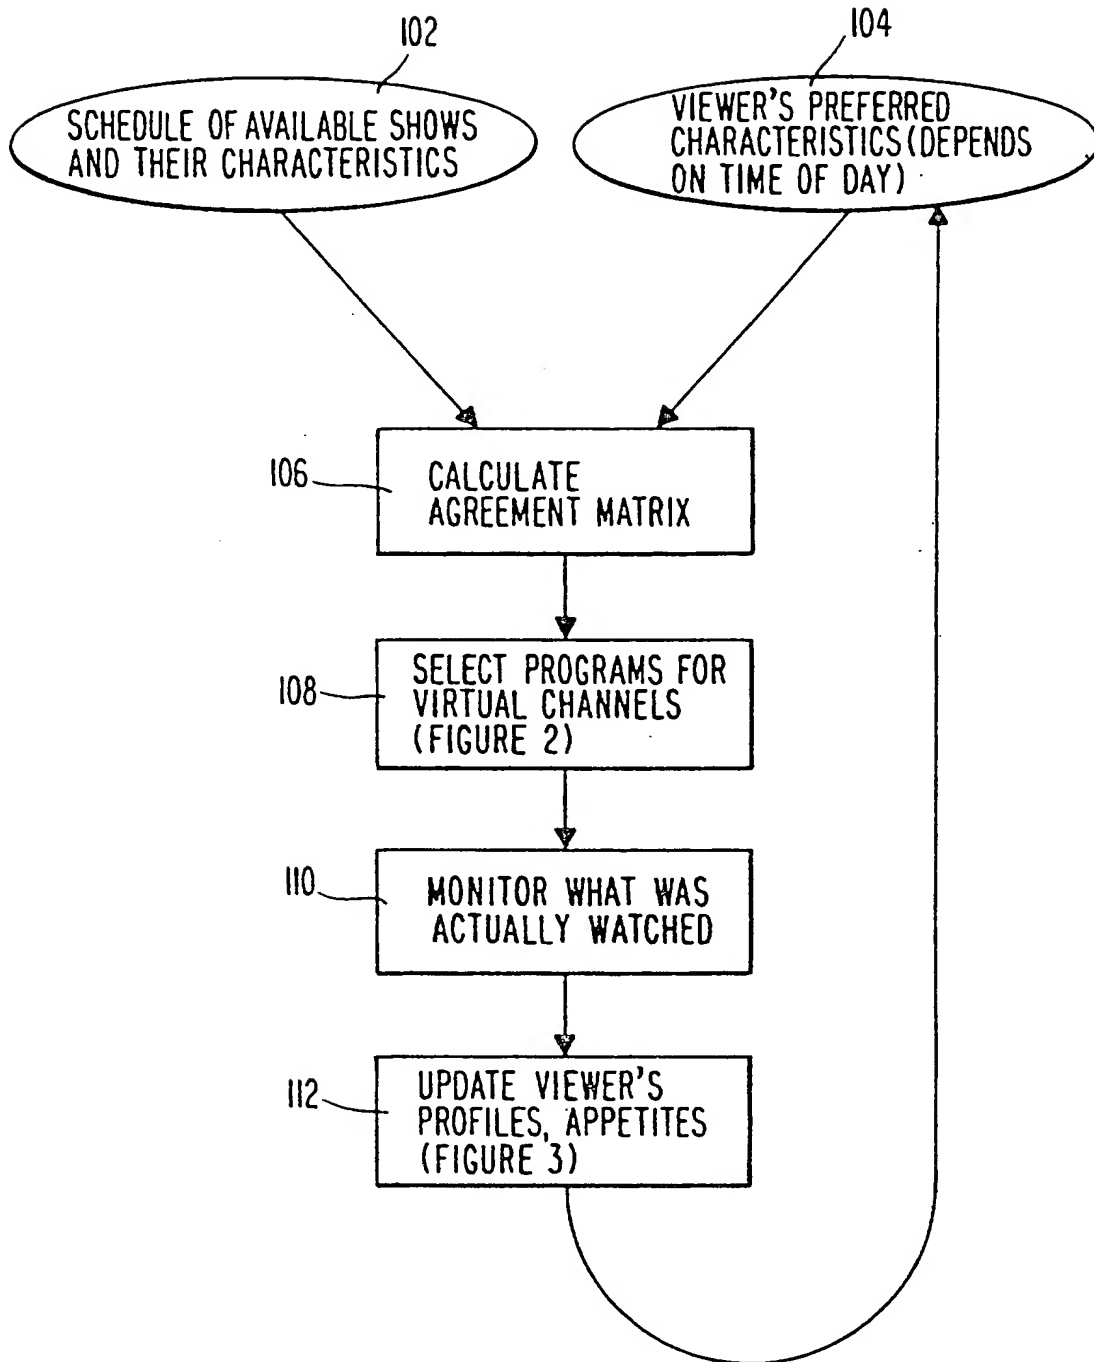 102
104
SCHEDULE OF AVAILABLE SHOWS
AND THEIR CHARACTERISTICS
VIEWER'S PREFERRED
CHARACTERISTICS (DEPENDS
ON TIME OF DAY)
106
CALCULATE
AGREEMENT MATRIX
108
SELECT PROGRAMS FOR
VIRTUAL CHANNELS
(FIGURE 2)
110
MONITOR WHAT WAS
ACTUALLY WATCHED
112
UPDATE VIEWER'S
PROFILES, APPETITES
(FIGURE 3)